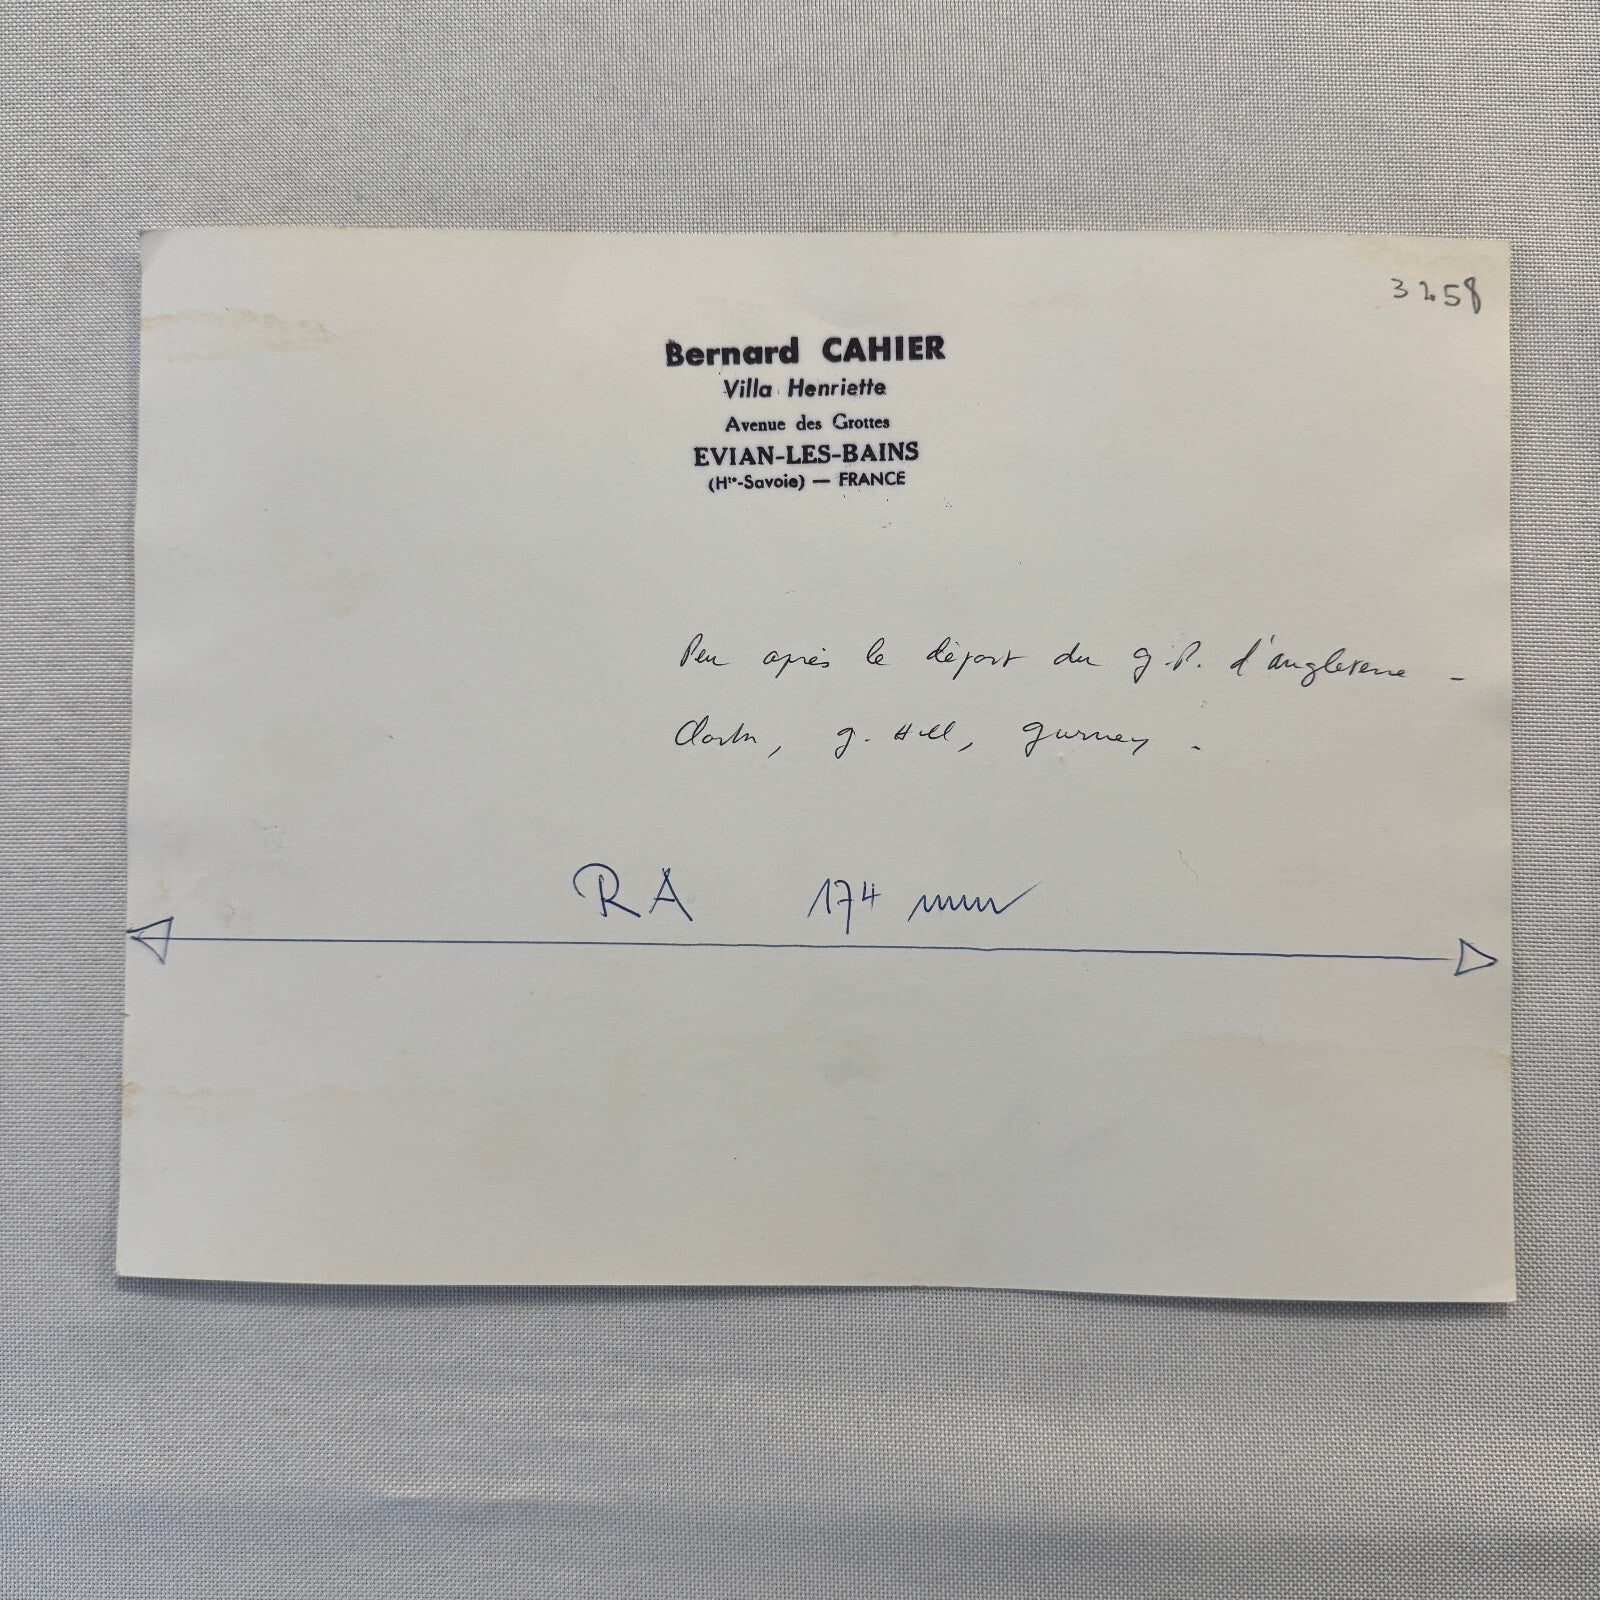 3258
Bernard CAHIER
Villa Henriette
Avenue des Grottes
EVIAN-LES-BAINS
(Hte-Savoie) — FRANCE
Peu après le départ du g.P. d'angleterre -
Clark, g. Hill, gurney -
RA 174 mm